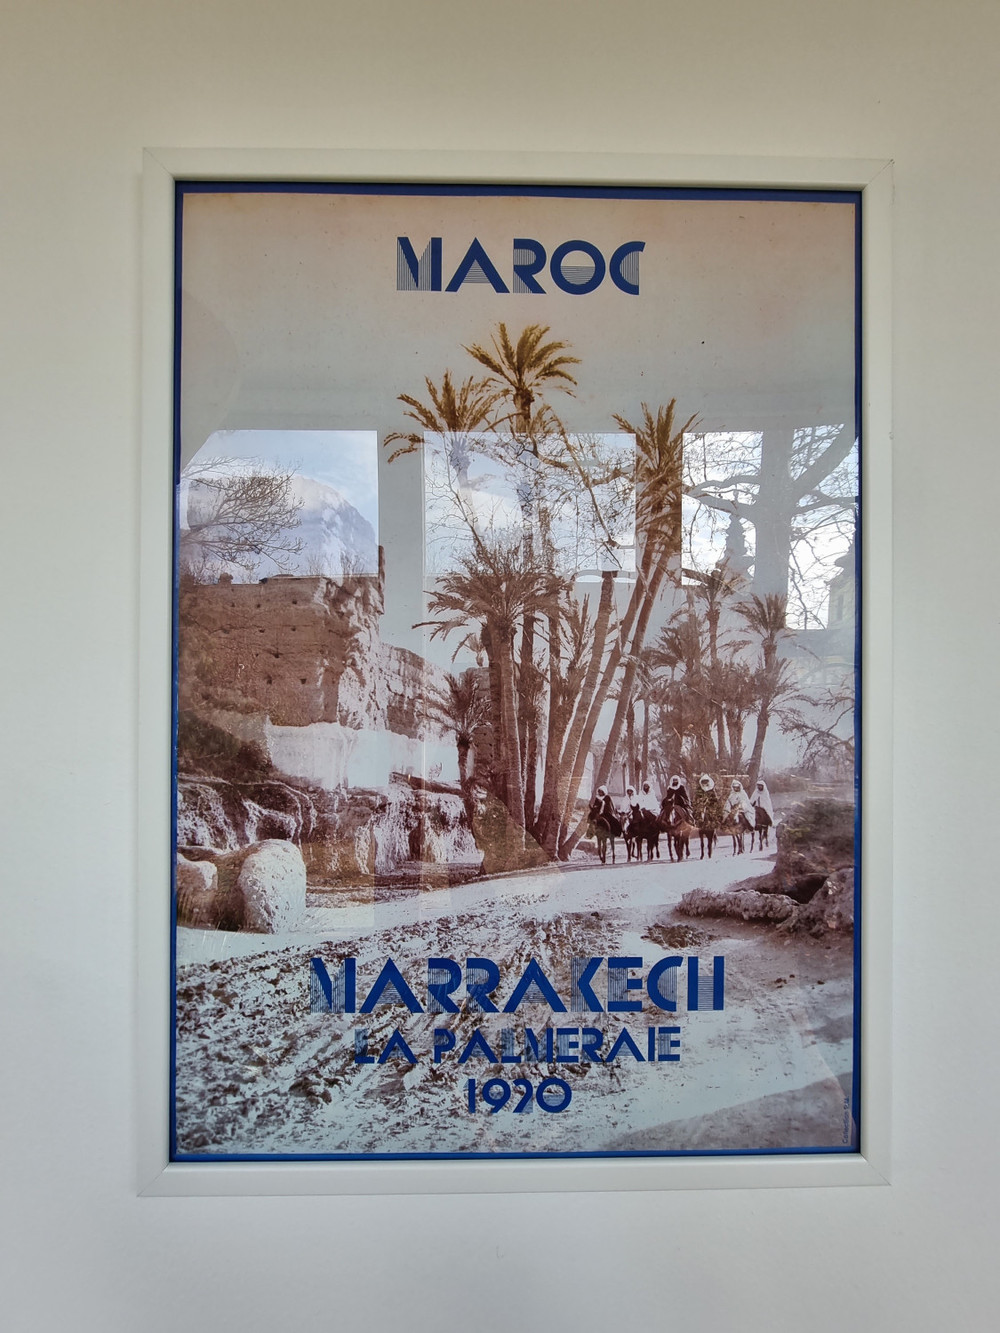 MAROC
MARRAKECH
LA PALMERAIE
1920